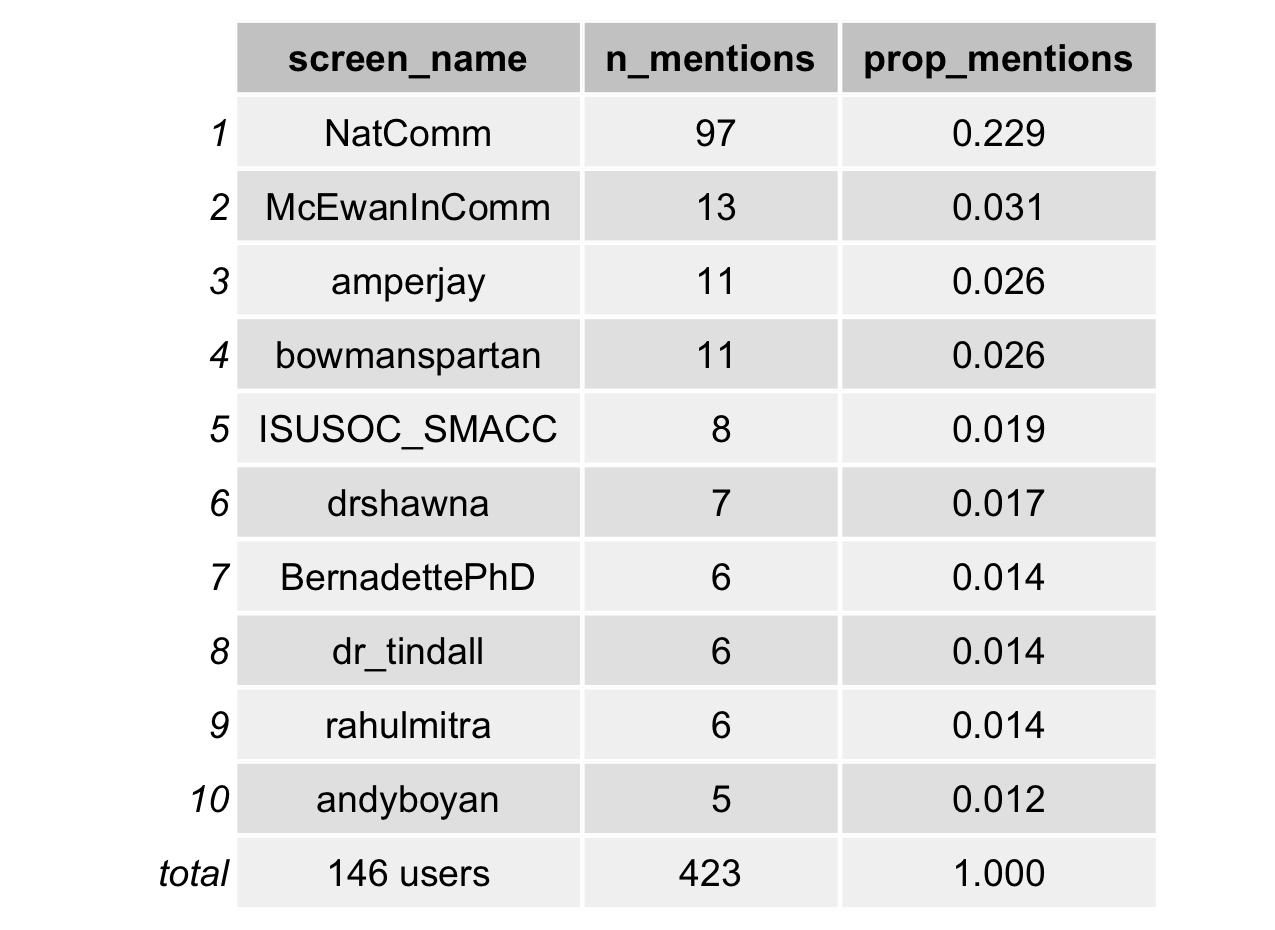 screen_name n_mentions prop_mentions
1 NatComm 97 0.229
2 McEwanInComm 13 0.031
3 amperjay 11 0.026
4 bowmanspartan 11 0.026
5 ISUSOC_SMACC 8 0.019
6 drshawna 7 0.017
7 BernadettePhD 6 0.014
8 dr_tindall 6 0.014
9 rahulmitra 6 0.014
10 andyboyan 5 0.012
total 146 users 423 1.000